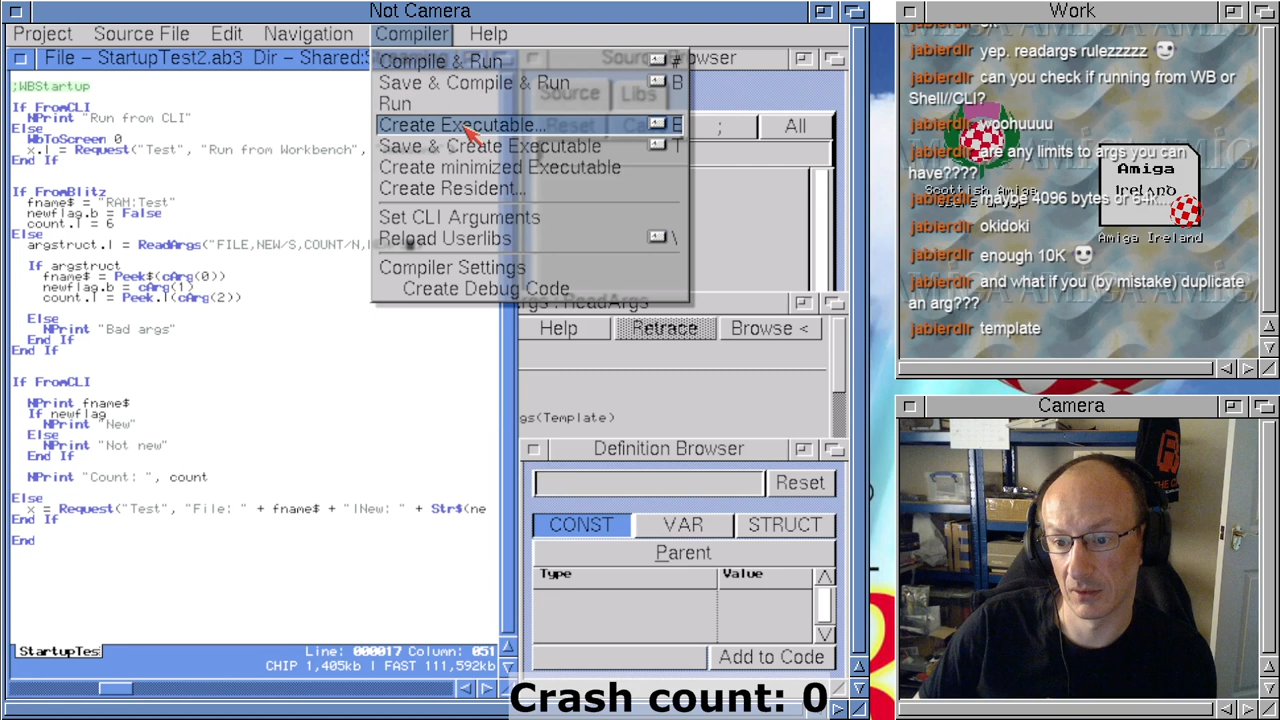 Not Camera
Project Source File Edit Navigation Compiler Help
File - StartupTest2.ab3 Dir - Shared:S
;WBStartup
If FromCLI
NPrint "Run from CLI"
Else
WbToScreen 0
x.l = Request("Test", "Run from Workbench",
End If
If FromBlitz
fname$ = "RAM:Test"
newflag.b = False
count.l = 6
Else
argstruct.l = ReadArgs("FILE,NEW/S,COUNT/N,
If argstruct
fname$ = Peek$(cArg(0))
newflag.b = cArg(1)
count.l = Peek.l(cArg(2))
Else
NPrint "Bad args"
End If
End If
If FromCLI
NPrint fname$
If newflag
NPrint "New"
Else
NPrint "Not new"
End If
NPrint "Count: ", count
Else
x = Request("Test", "File: " + fname$ + "|New: " + Str$(ne
End If
End
StartupTes
Line: 000017 Column: 051
CHIP 1,405kb | FAST 111,592kb
Compile & Run #
Save & Compile & Run B
Run
Create Executable... E
Save & Create Executable T
Create minimized Executable
Create Resident...
Set CLI Arguments
Reload Userlibs \
Compiler Settings
Create Debug Code
Source Browser
Source Libs
Reset ; All
: ReadArgs
Help Retrace Browse <
gs(Template)
Definition Browser
Reset
CONST VAR STRUCT
Parent
Type Value
Add to Code
Crash count: 0
Work
jabierdlr yep. readargs rulezzzzz
jabierdlr can you check if running from WB or
Shell//CLI?
jabierdlr woohuuuu
jabierdlr are any limits to args you can
have????
jabierdlr maybe 4096 bytes or 64k...
jabierdlr okidoki
jabierdlr enough 10K
jabierdlr and what if you (by mistake) duplicate
an arg???
jabierdlr template
Scottish Amiga
Amiga
Ireland
Amiga Ireland
Camera